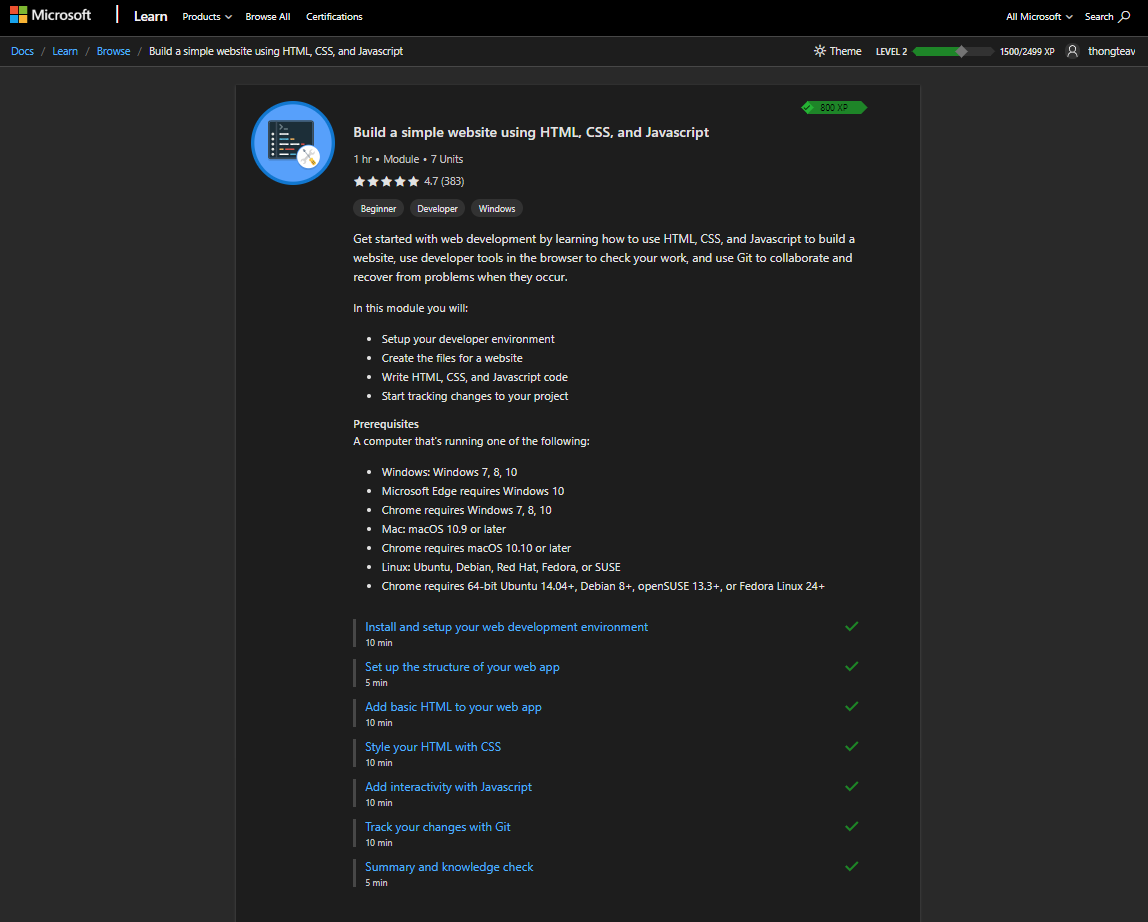 Microsoft | Learn Products Browse All Certifications All Microsoft Search
Docs / Learn / Browse / Build a simple website using HTML, CSS, and Javascript Theme LEVEL 2 1500/2499 XP thongteav
800 XP
Build a simple website using HTML, CSS, and Javascript
1 hr • Module • 7 Units
4.7 (383)
Beginner Developer Windows
Get started with web development by learning how to use HTML, CSS, and Javascript to build a
website, use developer tools in the browser to check your work, and use Git to collaborate and
recover from problems when they occur.
In this module you will:
• Setup your developer environment
• Create the files for a website
• Write HTML, CSS, and Javascript code
• Start tracking changes to your project
Prerequisites
A computer that's running one of the following:
• Windows: Windows 7, 8, 10
• Microsoft Edge requires Windows 10
• Chrome requires Windows 7, 8, 10
• Mac: macOS 10.9 or later
• Chrome requires macOS 10.10 or later
• Linux: Ubuntu, Debian, Red Hat, Fedora, or SUSE
• Chrome requires 64-bit Ubuntu 14.04+, Debian 8+, openSUSE 13.3+, or Fedora Linux 24+
Install and setup your web development environment
10 min
Set up the structure of your web app
5 min
Add basic HTML to your web app
10 min
Style your HTML with CSS
10 min
Add interactivity with Javascript
10 min
Track your changes with Git
10 min
Summary and knowledge check
5 min